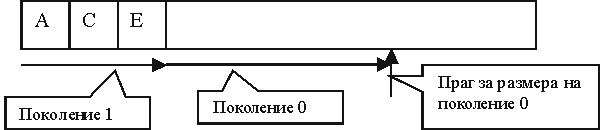 A C E
Поколение 1
Поколение 0
Праг за размера на
поколение 0